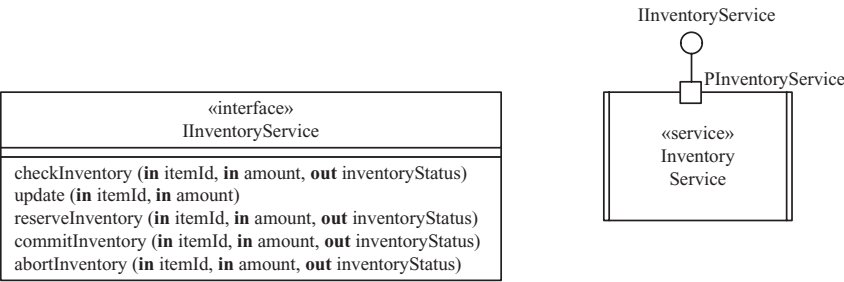 IInventoryService
PInventoryService
«interface»
IInventoryService
checkInventory (in itemId, in amount, out inventoryStatus)
update (in itemId, in amount)
reserveInventory (in itemId, in amount, out inventoryStatus)
commitInventory (in itemId, in amount, out inventoryStatus)
abortInventory (in itemId, in amount, out inventoryStatus)
«service»
Inventory
Service